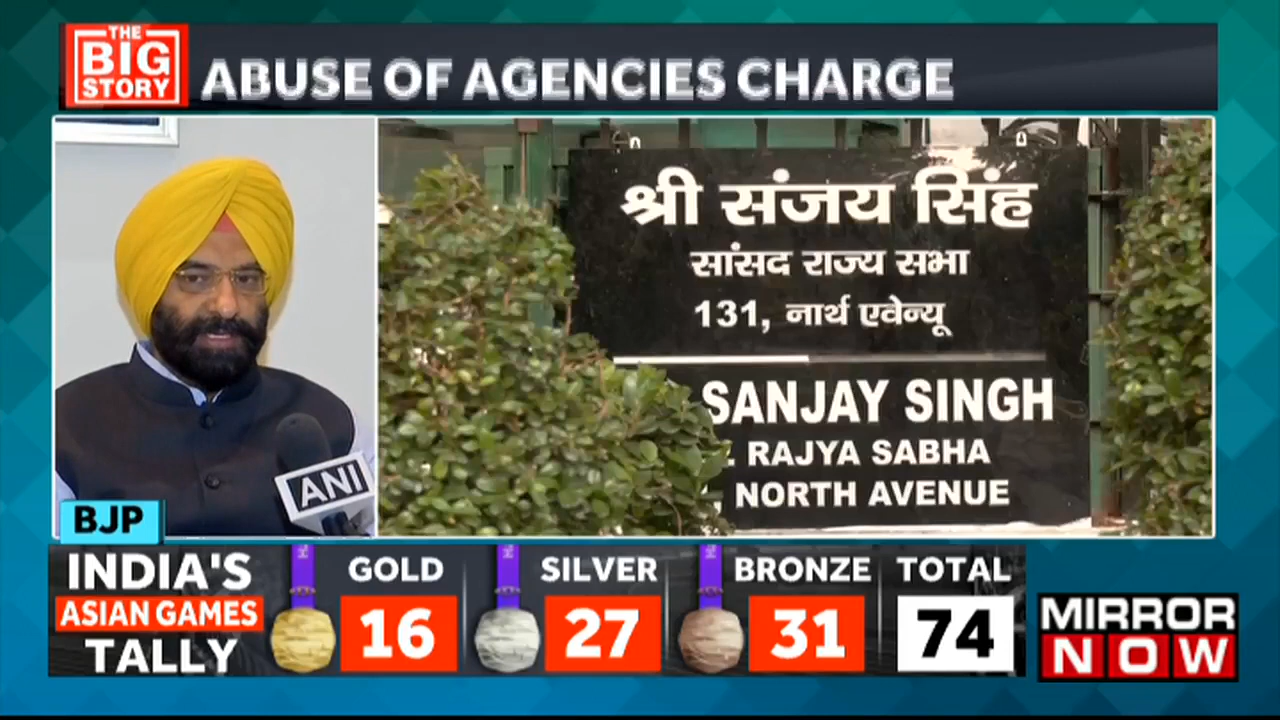 THE
BIG
STORY
ABUSE OF AGENCIES CHARGE
श्री संजय सिंह
सांसद राज्य सभा
131, नार्थ एवेन्यू
SANJAY SINGH
. RAJYA SABHA
NORTH AVENUE
ANI
BJP
INDIA'S
ASIAN GAMES
TALLY
GOLD
16
SILVER
27
BRONZE
31
TOTAL
74
MIRROR
NOW